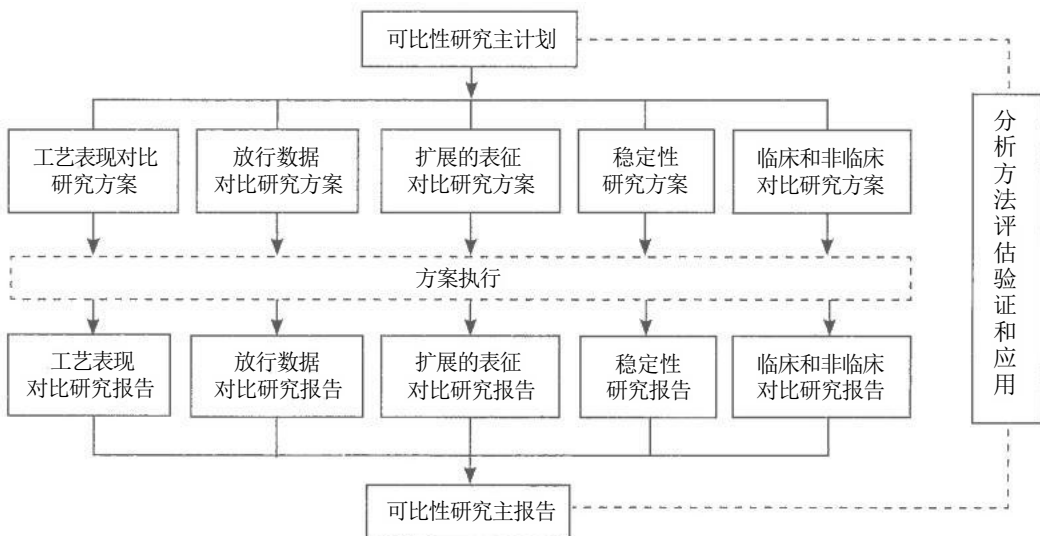 可比性研究主计划
工艺表现对比
研究方案
放行数据
对比研究方案
扩展的表征
对比研究方案
稳定性
研究方案
临床和非临床
对比研究方案
方案执行
工艺表现
对比研究报告
放行数据
对比研究报告
扩展的表征
对比研究报告
稳定性
研究报告
临床和非临床
对比研究报告
可比性研究主报告
分析方法评估验证和应用